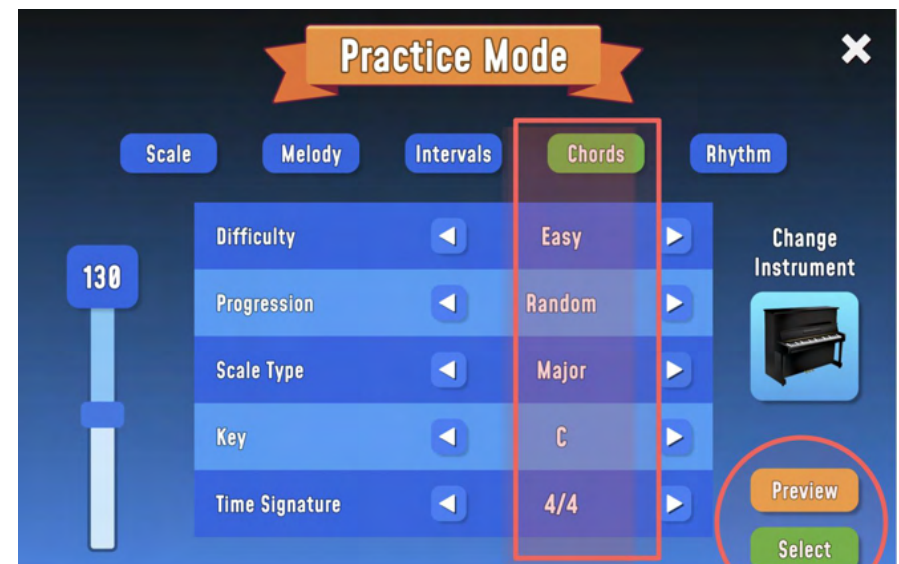 Practice Mode
Scale Melody Intervals Chords Rhythm
130
Difficulty Easy
Progression Random
Scale Type Major
Key C
Time Signature 4/4
Change
Instrument
Preview
Select